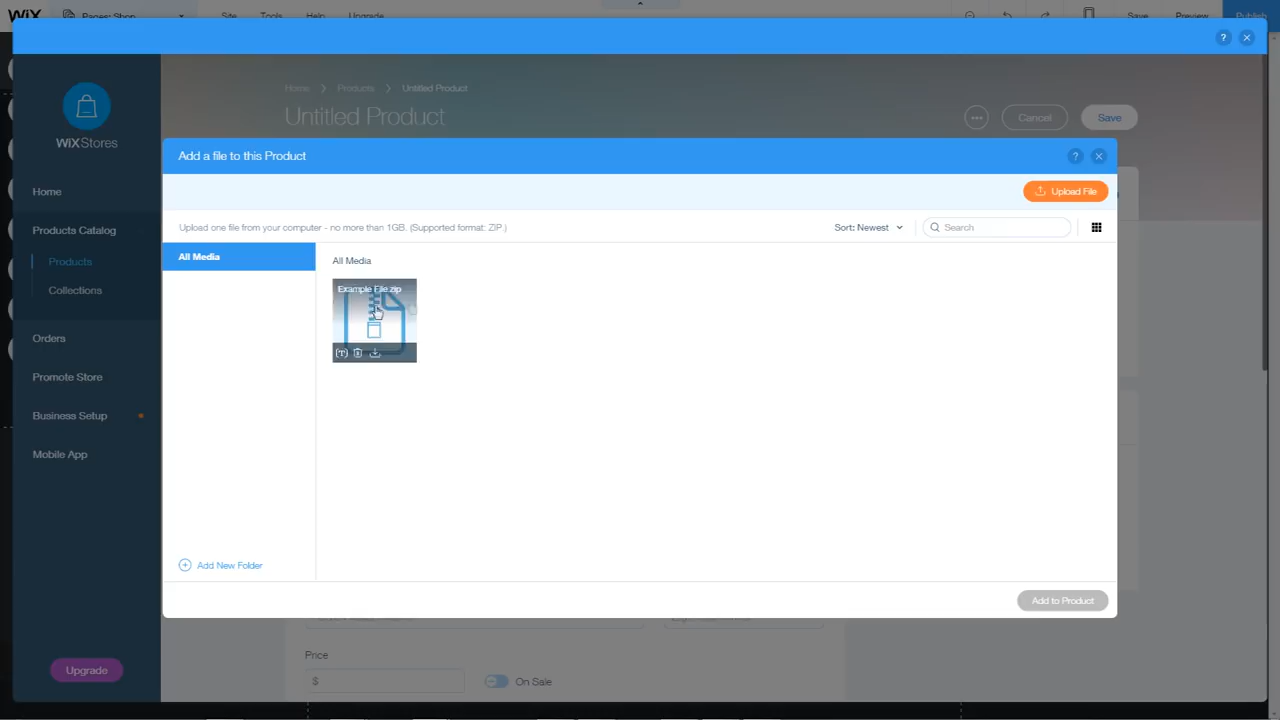 WiX Pages: Shop Site Tools Help Upgrade Save Preview Publish
?
WiXStores
Home
Products Catalog
Products
Collections
Orders
Promote Store
Business Setup
Mobile App
Upgrade
Home Products Untitled Product
Untitled Product
Cancel Save
Add a file to this Product
?
Upload File
Upload one file from your computer - no more than 1GB. (Supported format: ZIP )
Sort: Newest
Search
All Media
All Media
Example File.zip
Add New Folder
Add to Product
Price
$
On Sale